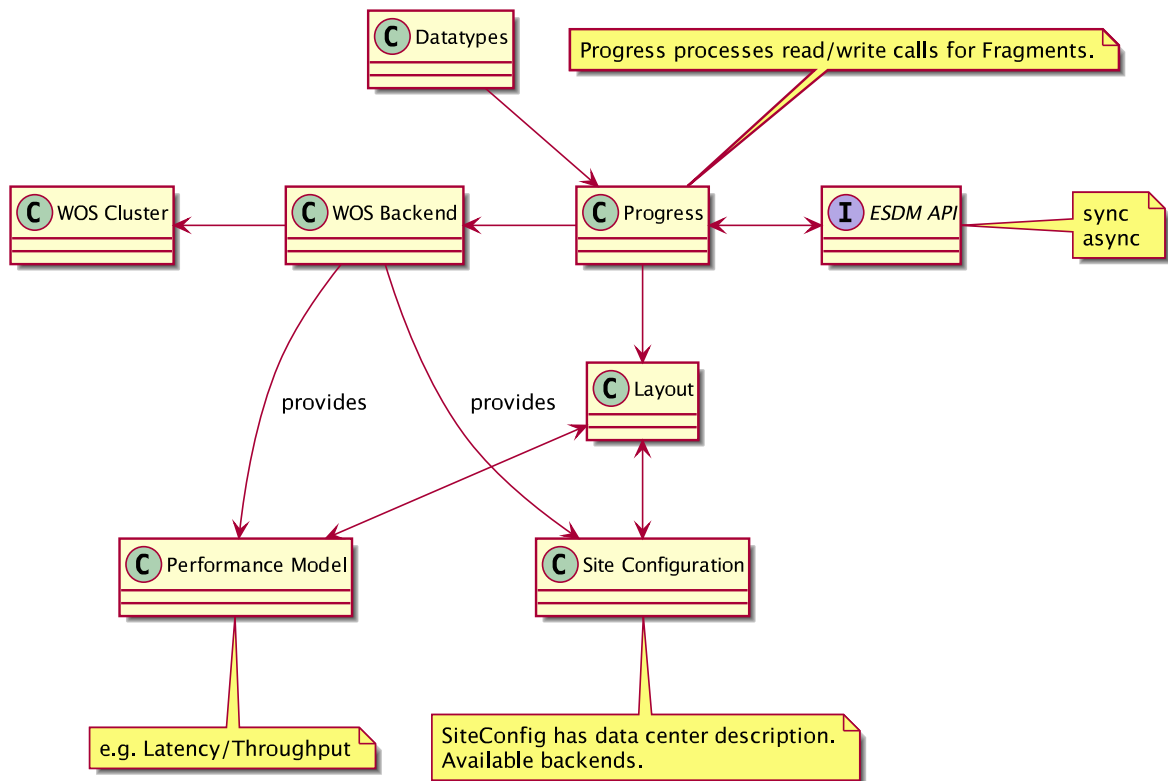 C Datatypes
Progress processes read/write calls for Fragments.
C WOS Cluster
C WOS Backend
C Progress
I ESDM API
sync
async
C Layout
provides
provides
C Performance Model
C Site Configuration
e.g. Latency/Throughput
SiteConfig has data center description.
Available backends.